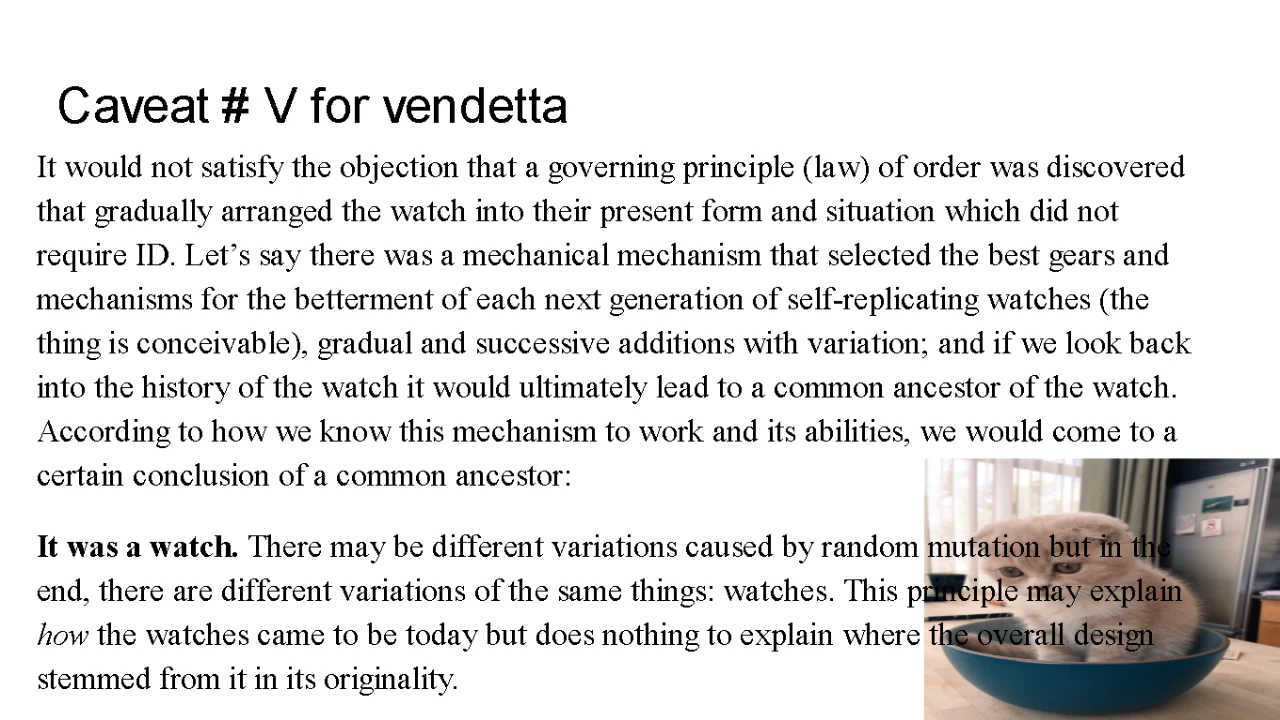 Caveat # V for vendetta
It would not satisfy the objection that a governing principle (law) of order was discovered
that gradually arranged the watch into their present form and situation which did not
require ID. Let’s say there was a mechanical mechanism that selected the best gears and
mechanisms for the betterment of each next generation of self-replicating watches (the
thing is conceivable), gradual and successive additions with variation; and if we look back
into the history of the watch it would ultimately lead to a common ancestor of the watch.
According to how we know this mechanism to work and its abilities, we would come to a
certain conclusion of a common ancestor:
It was a watch. There may be different variations caused by random mutation but in the
end, there are different variations of the same things: watches. This principle may explain
how the watches came to be today but does nothing to explain where the overall design
stemmed from it in its originality.